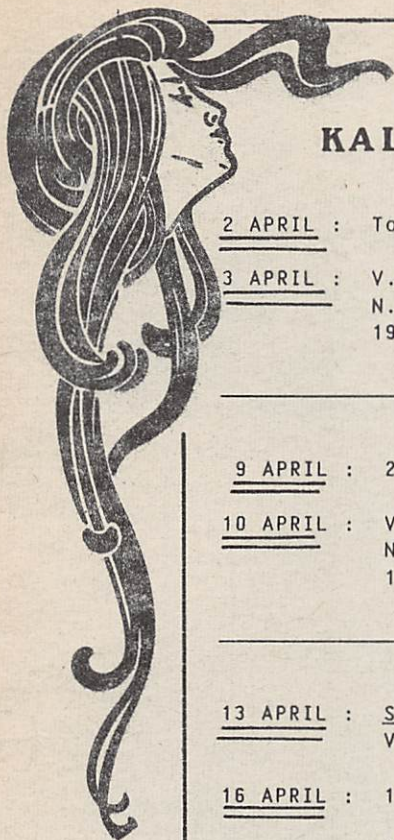 KAL
2 APRIL : To
3 APRIL : V.
N.
19
9 APRIL : 2
10 APRIL : V
N
1
13 APRIL : S
V
16 APRIL : 1